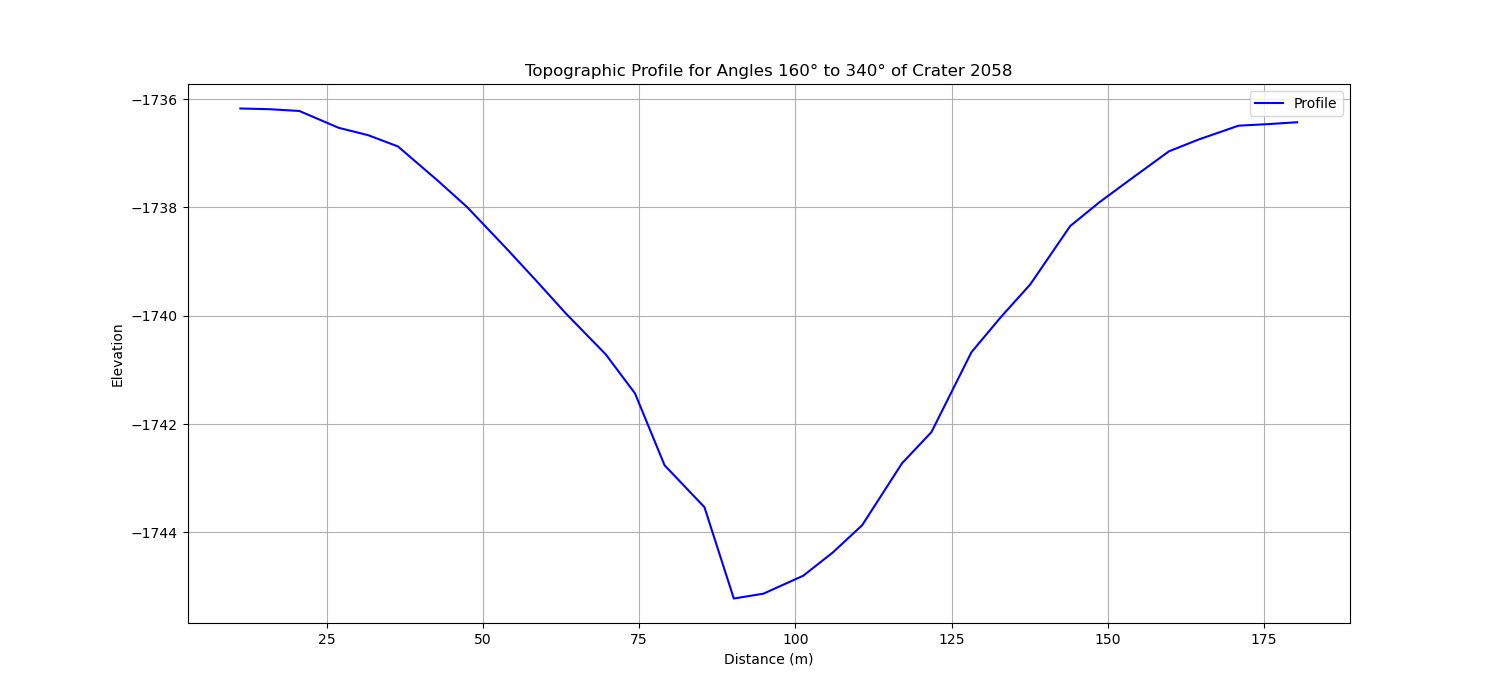 Topographic Profile for Angles 160° to 340° of Crater 2058
Profile
−1736
−1738
−1740
−1742
−1744
Elevation
25 50 75 100 125 150 175
Distance (m)